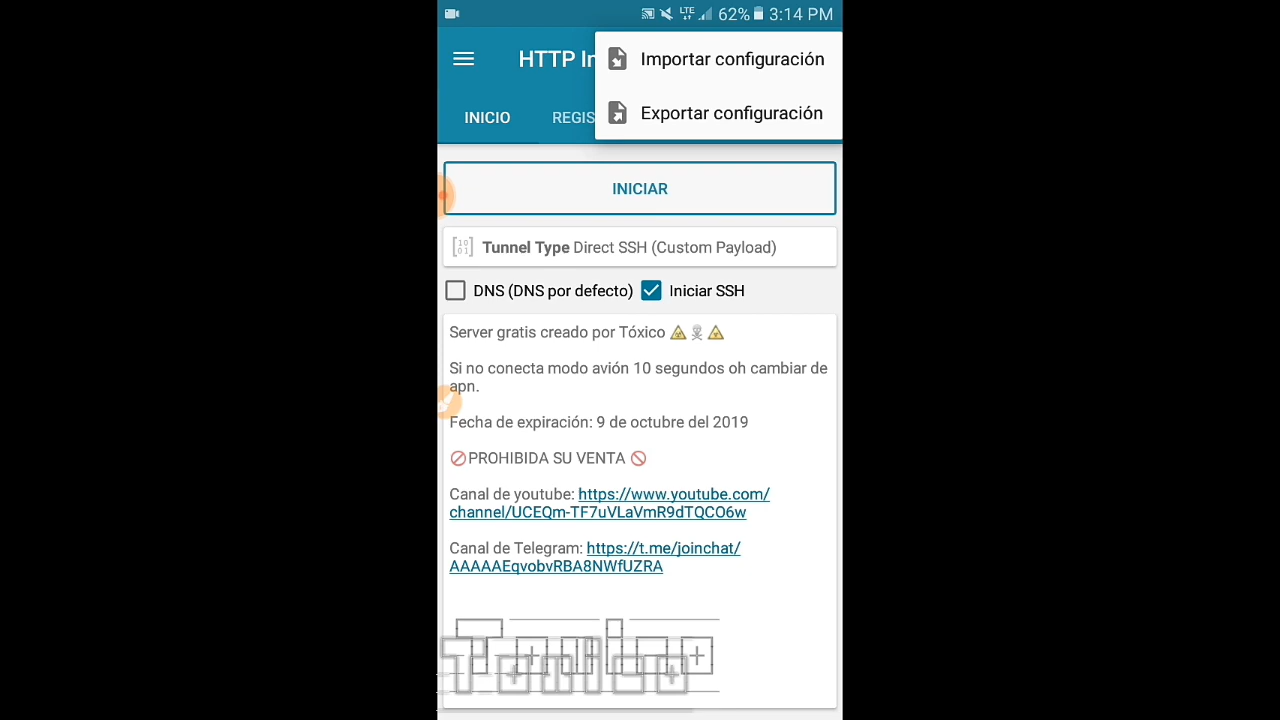 LTE 62% 3:14 PM
HTTP In
Importar configuración
Exportar configuración
INICIO REGIS
INICIAR
Tunnel Type Direct SSH (Custom Payload)
DNS (DNS por defecto) Iniciar SSH
Server gratis creado por Tóxico
Si no conecta modo avión 10 segundos oh cambiar de
apn.
Fecha de expiración: 9 de octubre del 2019
🚫PROHIBIDA SU VENTA 🚫
Canal de youtube: https://www.youtube.com/
channel/UCEQm-TF7uVLaVmR9dTQCO6w
Canal de Telegram: https://t.me/joinchat/
AAAAAEqvobvRBA8NWfUZRA